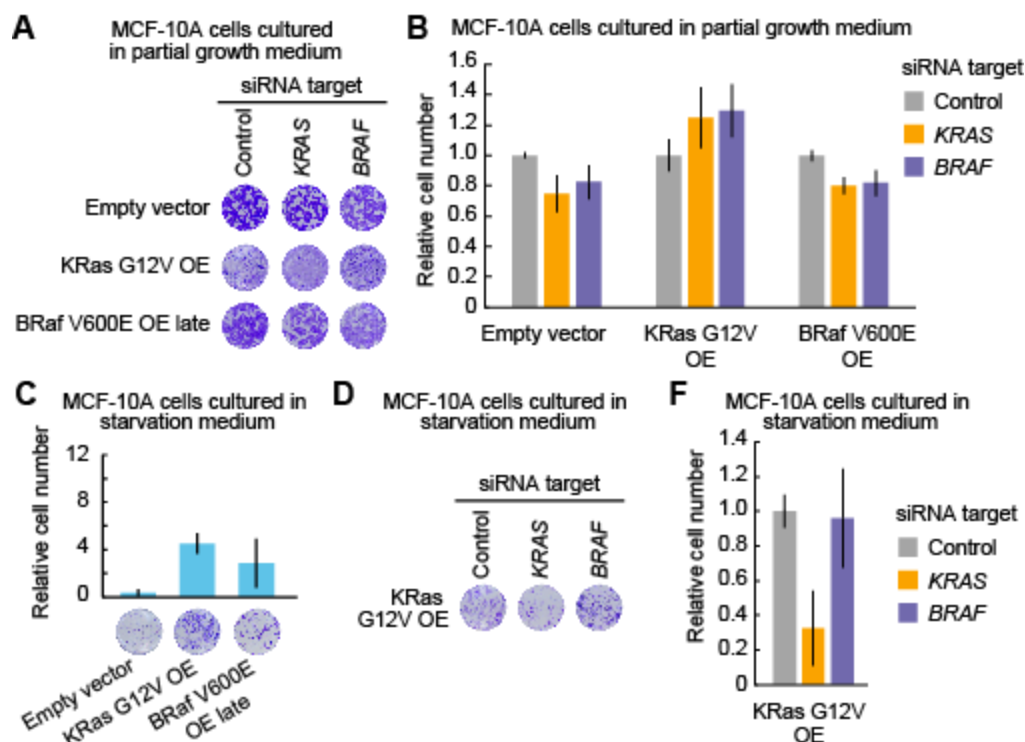 A
MCF-10A cells cultured
in partial growth medium
siRNA target
Control
KRAS
BRAF
Empty vector
KRas G12V OE
BRaf V600E OE late
B
MCF-10A cells cultured in partial growth medium
Relative cell number
1.6
1.4
1.2
1.0
0.8
0.6
0.4
0.2
0
Empty vector
KRas G12V
OE
BRaf V600E
OE
siRNA target
Control
KRAS
BRAF
C
MCF-10A cells cultured in
starvation medium
Relative cell number
12
8
4
0
Empty vector
KRas G12V OE
BRaf V600E
OE late
D
MCF-10A cells cultured in
starvation medium
siRNA target
Control
KRAS
BRAF
KRas
G12V OE
F
MCF-10A cells cultured in
starvation medium
Relative cell number
1.4
1.2
1.0
0.8
0.6
0.4
0.2
0
KRas G12V
OE
siRNA target
Control
KRAS
BRAF